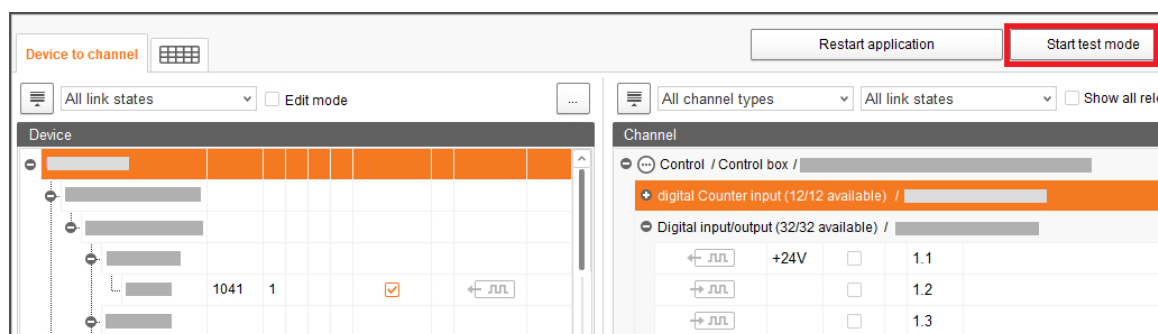 Device to channel
Restart application
Start test mode
All link states
Edit mode
...
All channel types
All link states
Show all rele
Device
Channel
Control / Control box /
digital Counter input (12/12 available) /
Digital input/output (32/32 available) /
+24V 1.1
1041 1
1.2
1.3